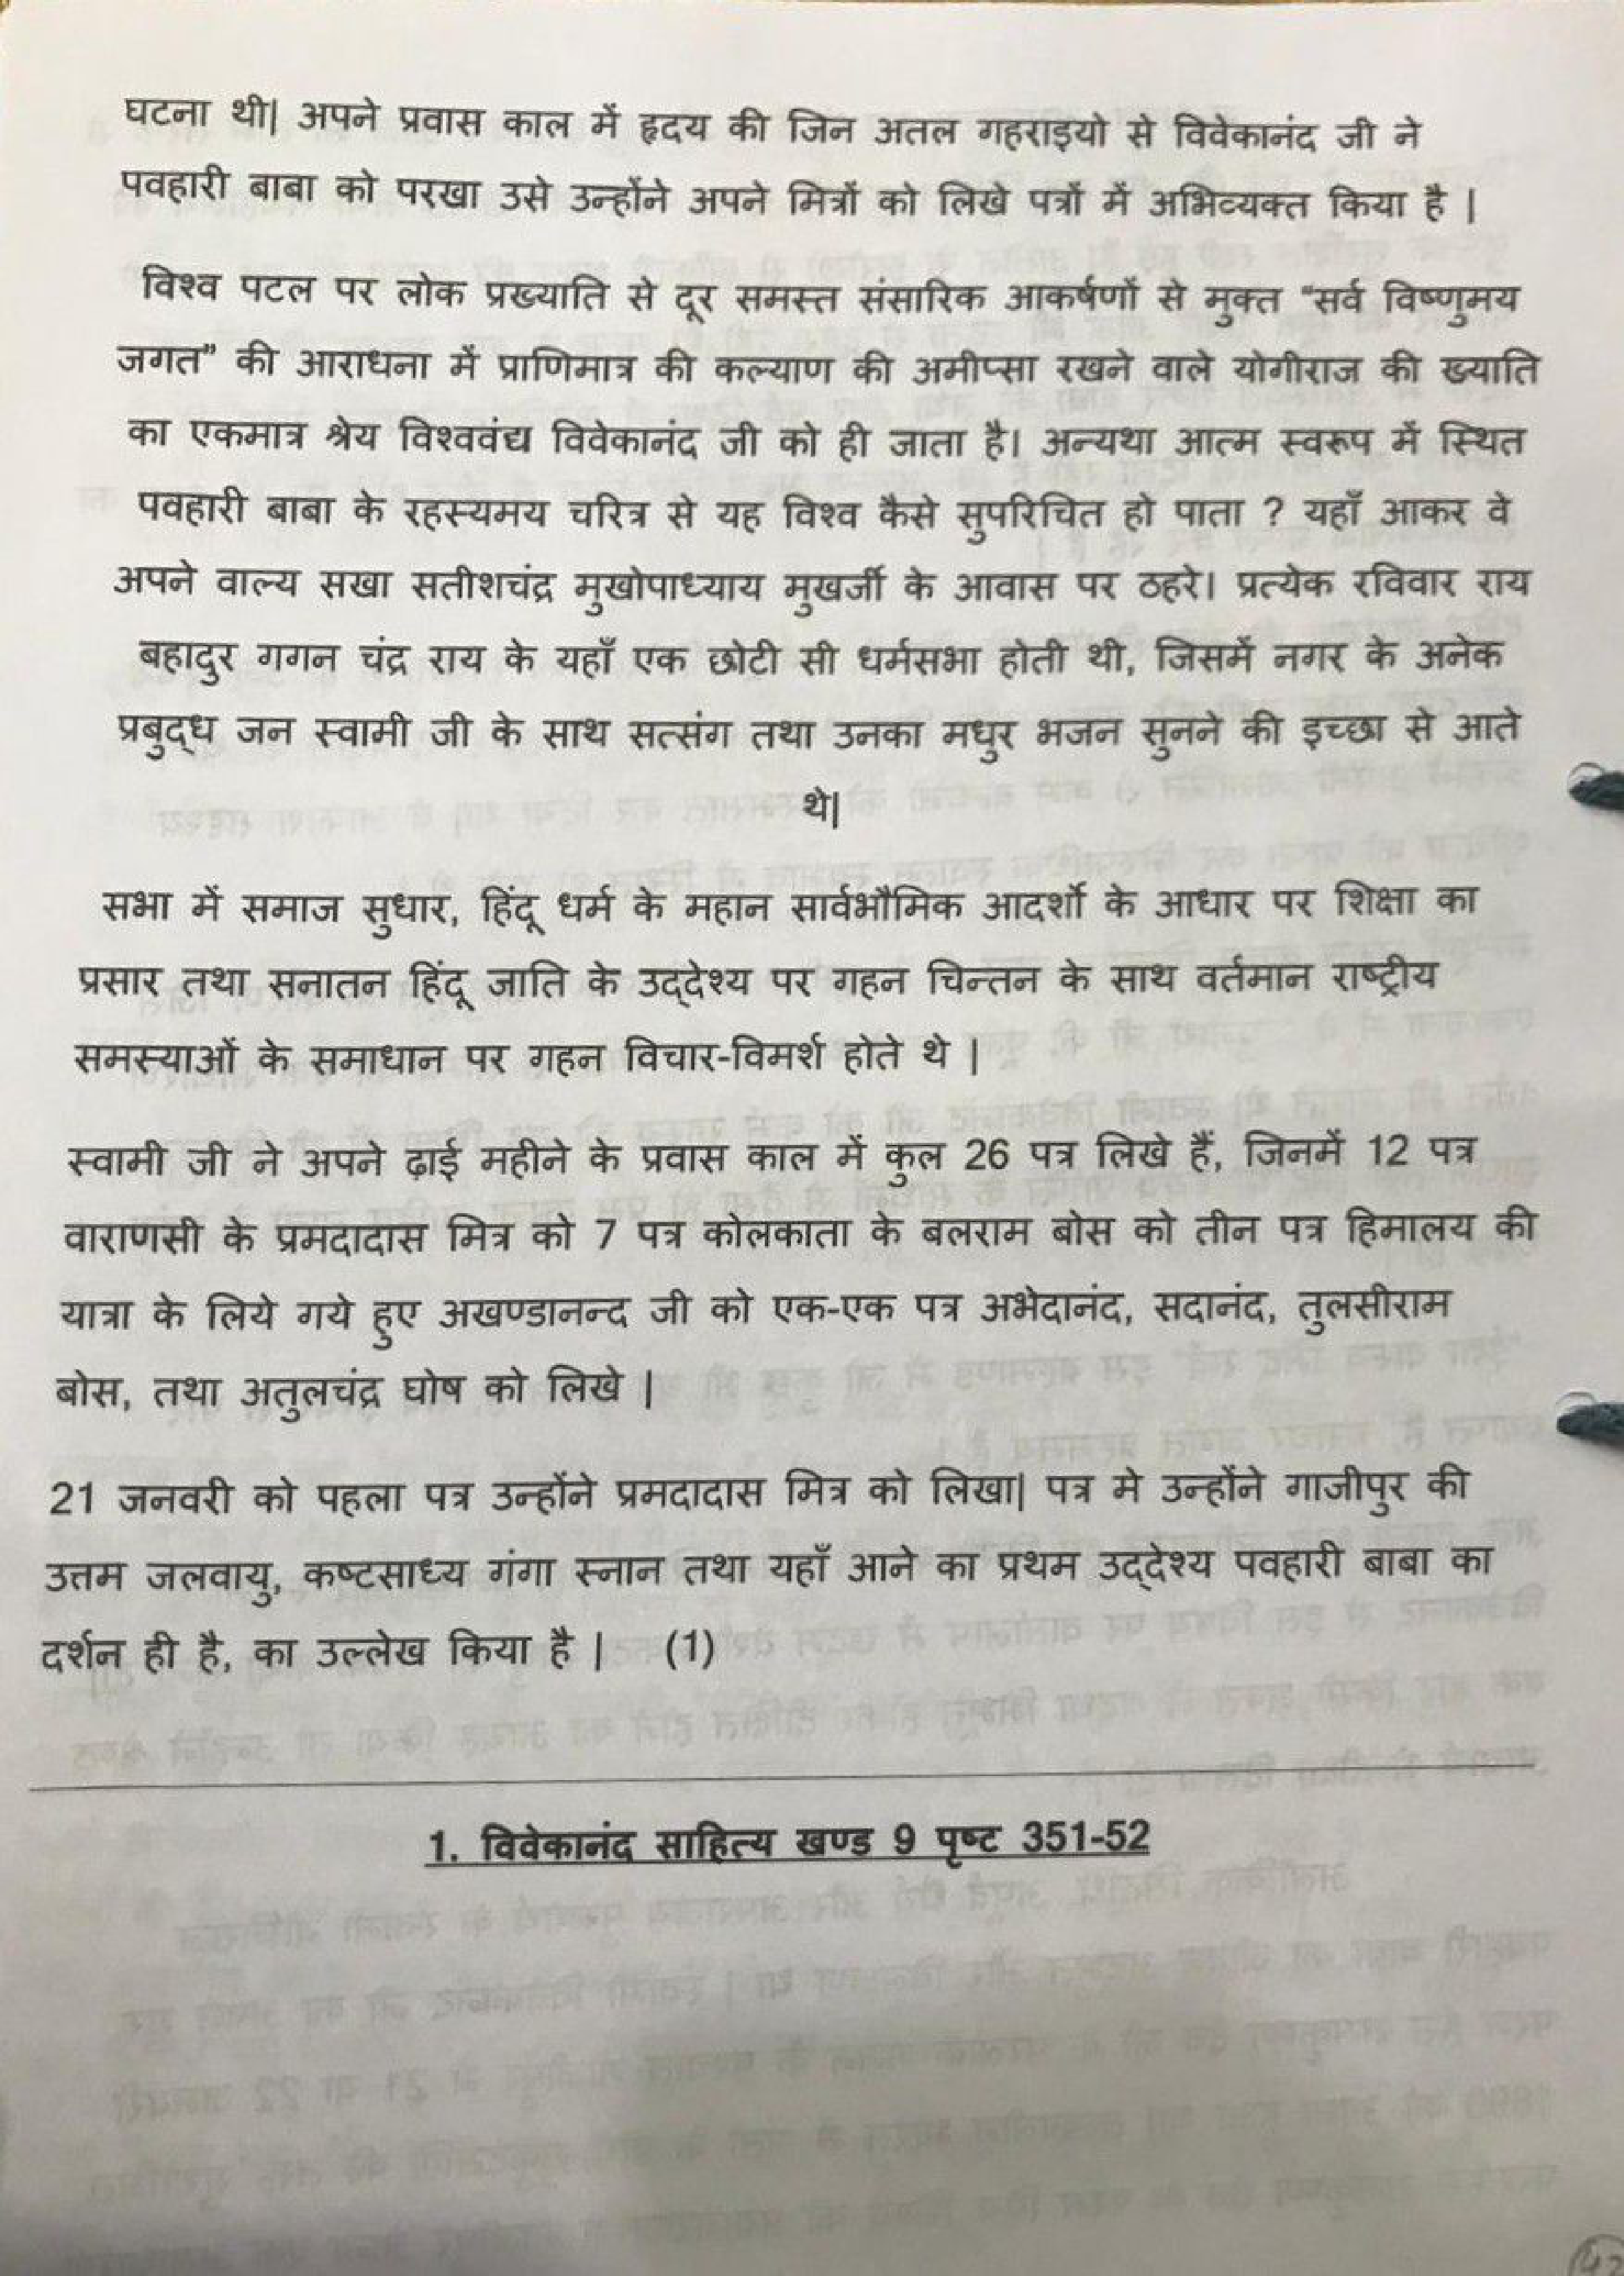 घटना थी| अपने प्रवास काल में हृदय की जिन अतल गहराइयो से विवेकानंद जी ने
पवहारी बाबा को परखा उसे उन्होंने अपने मित्रों को लिखे पत्रों में अभिव्यक्त किया है |
विश्व पटल पर लोक प्रख्याति से दूर समस्त संसारिक आकर्षणों से मुक्त "सर्व विष्णुमय
जगत" की आराधना में प्राणिमात्र की कल्याण की अमीप्सा रखने वाले योगीराज की ख्याति
का एकमात्र श्रेय विश्ववंद्य विवेकानंद जी को ही जाता है। अन्यथा आत्म स्वरूप में स्थित
पवहारी बाबा के रहस्यमय चरित्र से यह विश्व कैसे सुपरिचित हो पाता ? यहाँ आकर वे
अपने वाल्य सखा सतीशचंद्र मुखोपाध्याय मुखर्जी के आवास पर ठहरे। प्रत्येक रविवार राय
बहादुर गगन चंद्र राय के यहाँ एक छोटी सी धर्मसभा होती थी, जिसमें नगर के अनेक
प्रबुद्ध जन स्वामी जी के साथ सत्संग तथा उनका मधुर भजन सुनने की इच्छा से आते
थे|
सभा में समाज सुधार, हिंदू धर्म के महान सार्वभौमिक आदर्शो के आधार पर शिक्षा का
प्रसार तथा सनातन हिंदू जाति के उद्देश्य पर गहन चिन्तन के साथ वर्तमान राष्ट्रीय
समस्याओं के समाधान पर गहन विचार-विमर्श होते थे |
स्वामी जी ने अपने ढ़ाई महीने के प्रवास काल में कुल 26 पत्र लिखे हैं, जिनमें 12 पत्र
वाराणसी के प्रमदादास मित्र को 7 पत्र कोलकाता के बलराम बोस को तीन पत्र हिमालय की
यात्रा के लिये गये हुए अखण्डानन्द जी को एक-एक पत्र अभेदानंद, सदानंद, तुलसीराम
बोस, तथा अतुलचंद्र घोष को लिखे |
21 जनवरी को पहला पत्र उन्होंने प्रमदादास मित्र को लिखा| पत्र मे उन्होंने गाजीपुर की
उत्तम जलवायु, कष्टसाध्य गंगा स्नान तथा यहाँ आने का प्रथम उद्देश्य पवहारी बाबा का
दर्शन ही है, का उल्लेख किया है | (1)
1. विवेकानंद साहित्य खण्ड 9 पृष्ट 351-52